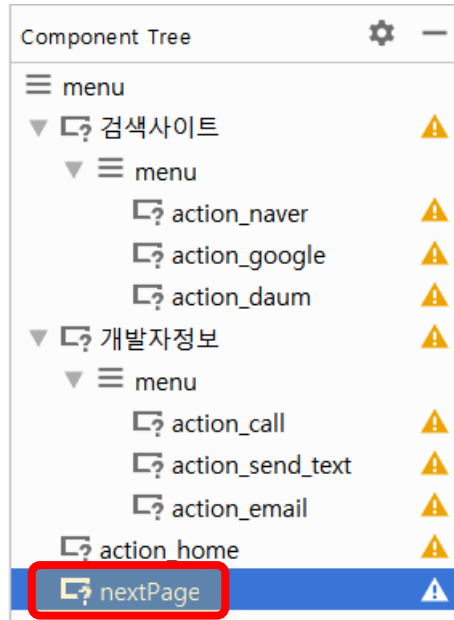 Component Tree
menu
검색사이트
menu
action_naver
action_google
action_daum
개발자정보
menu
action_call
action_send_text
action_email
action_home
nextPage